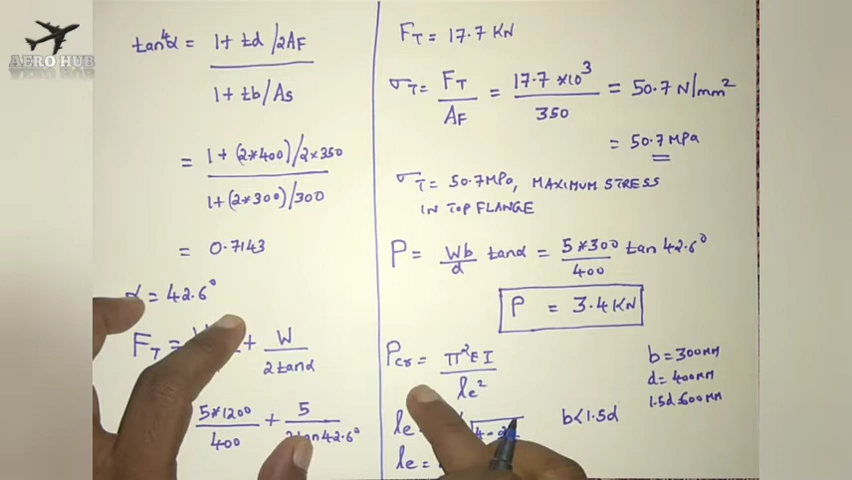 AERO HUB
tan⁴α = 1 + td/2AF
1 + tb/As
= 1 + (2*400)/2×350
1 + (2*300)/300
= 0.7143
α = 42.6°
FT = W + W
2tanα
5*1200 + 5
400 42.6°
FT = 17.7 KN
σT = FT = 17.7 *10³ = 50.7 N/mm²
AF 350
= 50.7 MPa
σT = 50.7 MPa, MAXIMUM STRESS
IN TOP FLANGE
P = Wb tanα = 5*300 tan 42.6°
d 400
P = 3.4 KN
Pcr = π²EI
le²
b = 300mm
d = 400mm
1.5d = 600mm
le b < 1.5d
le =